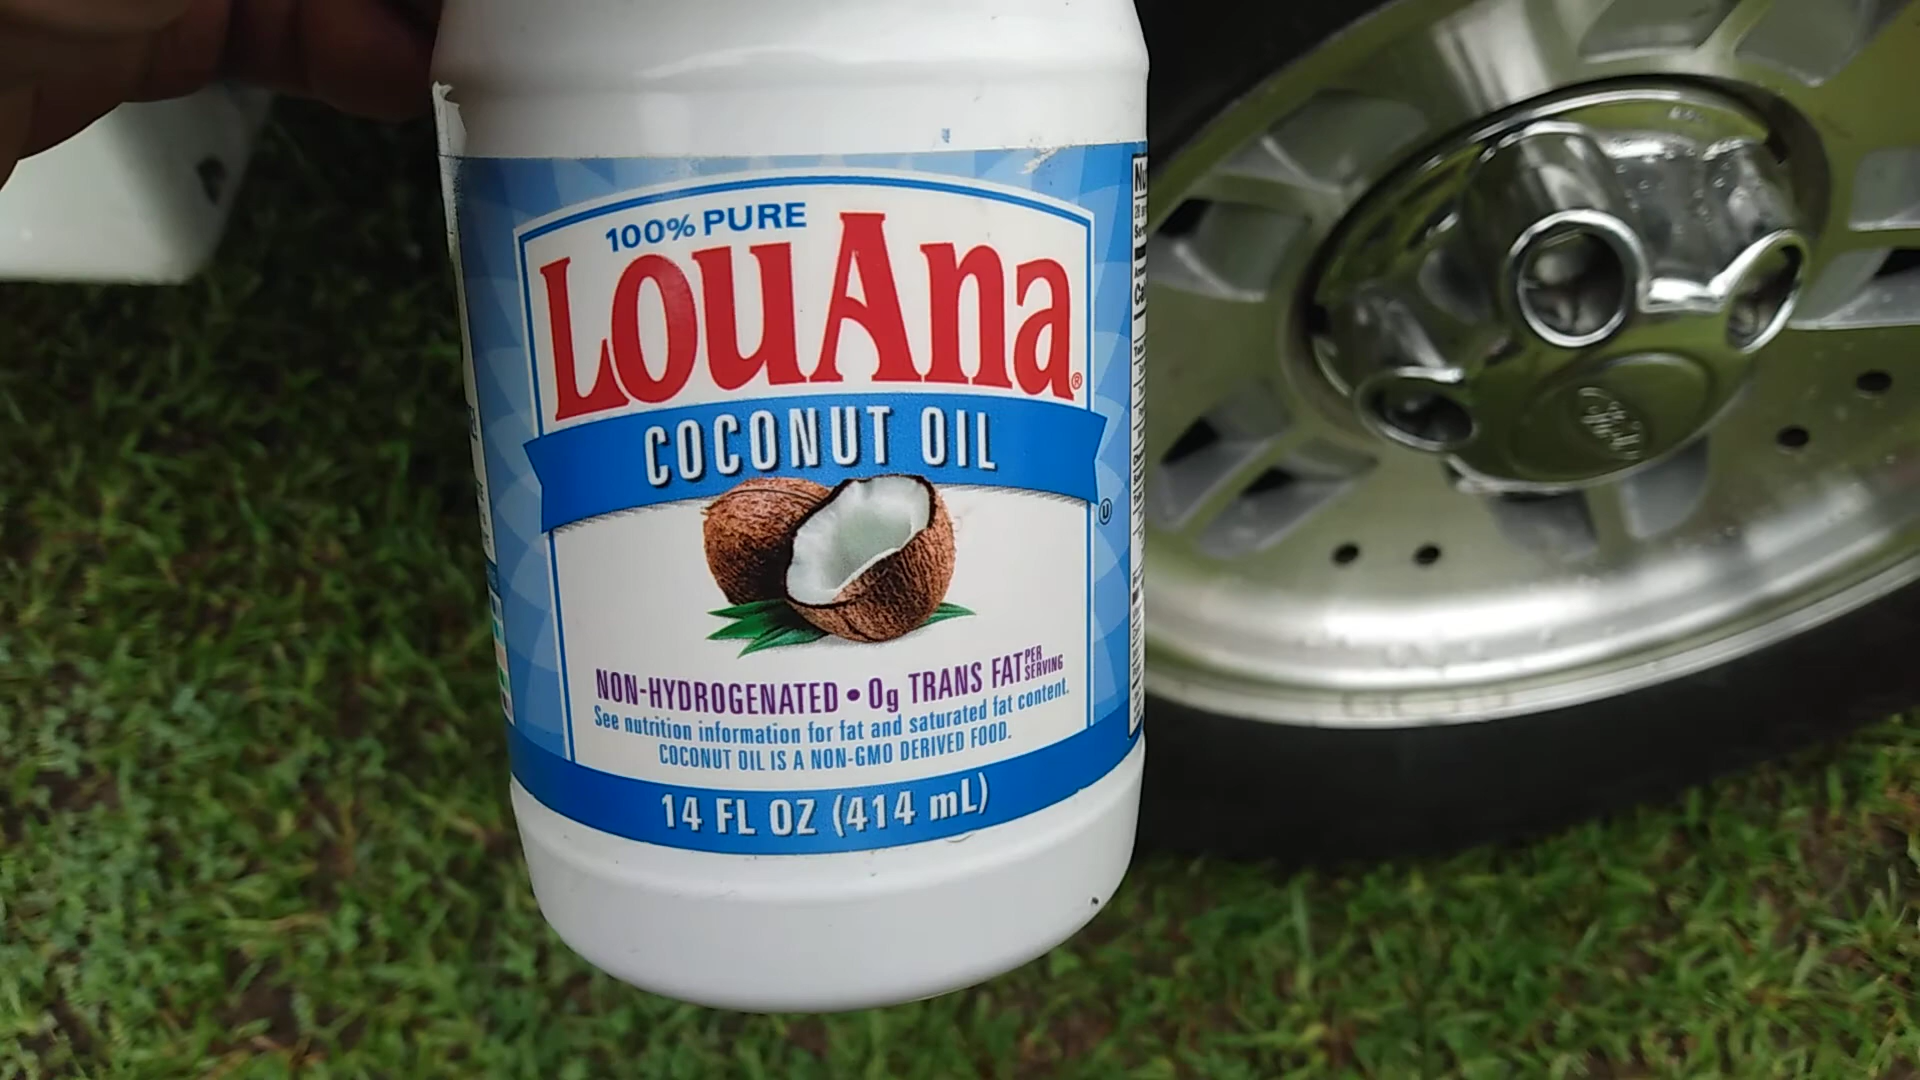 100% PURE
LouAna®
COCONUT OIL
NON-HYDROGENATED • 0g TRANS FAT PER SERVING
See nutrition information for fat and saturated fat content.
COCONUT OIL IS A NON-GMO DERIVED FOOD.
14 FL OZ (414 mL)
U
Ford